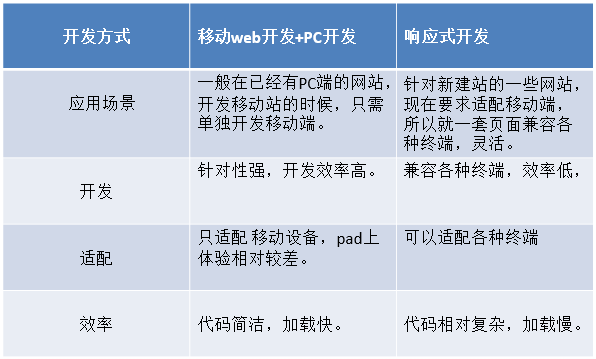 开发方式
移动web开发+PC开发
响应式开发
应用场景
一般在已经有PC端的网站，
开发移动站的时候，只需
单独开发移动端。
针对新建站的一些网站，
现在要求适配移动端，
所以就一套页面兼容各
种终端，灵活。
开发
针对性强，开发效率高。
兼容各种终端，效率低，
适配
只适配 移动设备，pad上
体验相对较差。
可以适配各种终端
效率
代码简洁，加载快。
代码相对复杂，加载慢。